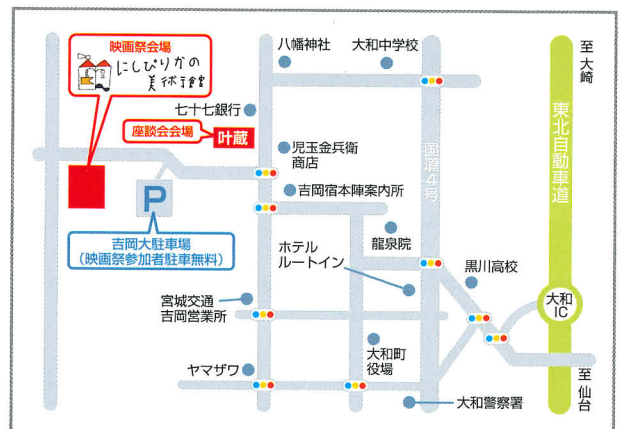 映画祭会場
にしぴりかの
美術館
八幡神社
大和中学校
至大崎
七十七銀行
座談会会場
叶蔵
児玉金兵衛
商店
国道4号
東北自動車道
P
吉岡宿本陣案内所
吉岡大駐車場
(映画祭参加者駐車無料)
龍泉院
ホテル
ルートイン
黒川高校
宮城交通
吉岡営業所
大和
IC
大和町
役場
ヤマザワ
至仙台
大和警察署